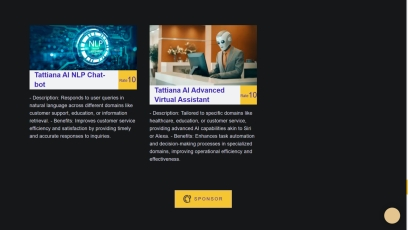 NLP
Tattiana AI NLP Chat-
bot
10
- Description: Responds to user queries in
natural language across different domains like
customer support, education, or information
retrieval. - Benefits: Improves customer service
efficiency and satisfaction by providing timely
and accurate responses to inquiries.
Tattiana AI Advanced
Virtual Assistant
10
- Description: Tailored to specific domains like
healthcare, education, or customer service,
providing advanced AI capabilities akin to Siri
or Alexa. - Benefits: Enhances task automation
and decision-making processes in specialized
domains, improving operational efficiency and
effectiveness.
SPONSOR